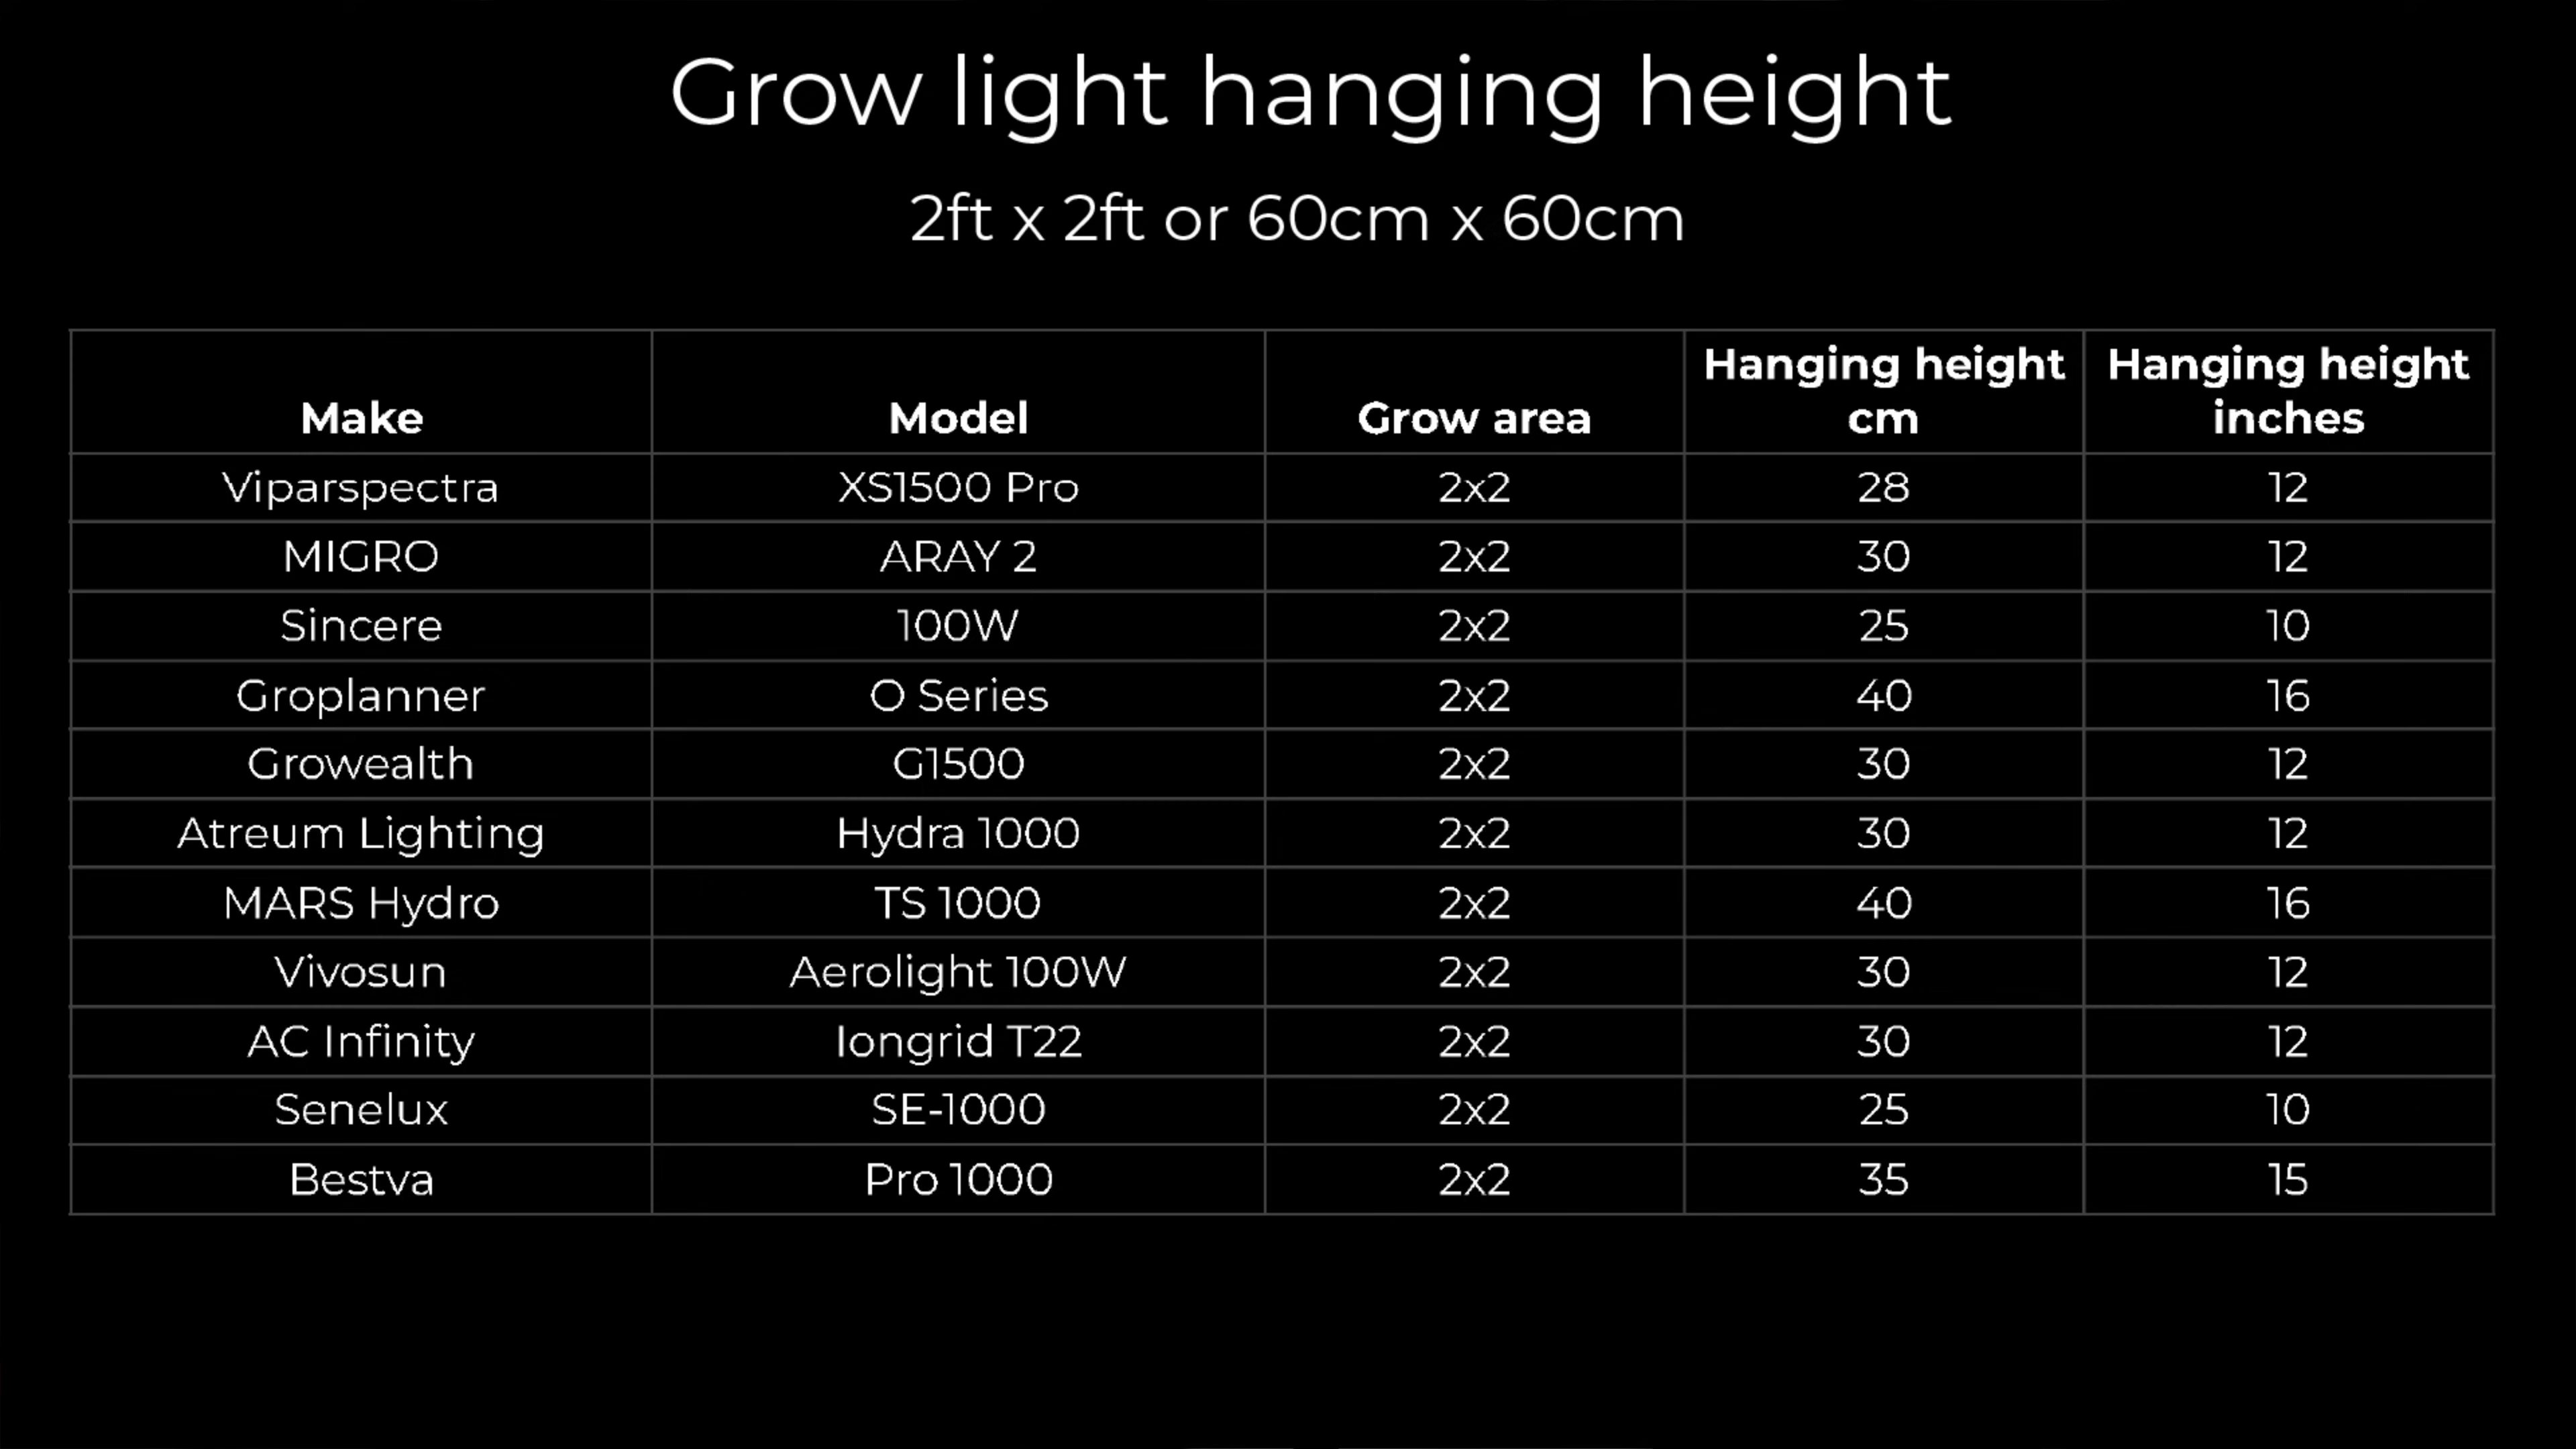 Grow light hanging height
2ft x 2ft or 60cm x 60cm
Make Model Grow area Hanging height cm Hanging height inches
Viparspectra XS1500 Pro 2x2 28 12
MIGRO ARAY 2 2x2 30 12
Sincere 100W 2x2 25 10
Groplanner O Series 2x2 40 16
Growealth G1500 2x2 30 12
Atreum Lighting Hydra 1000 2x2 30 12
MARS Hydro TS 1000 2x2 40 16
Vivosun Aerolight 100W 2x2 30 12
AC Infinity Iongrid T22 2x2 30 12
Senelux SE-1000 2x2 25 10
Bestva Pro 1000 2x2 35 15